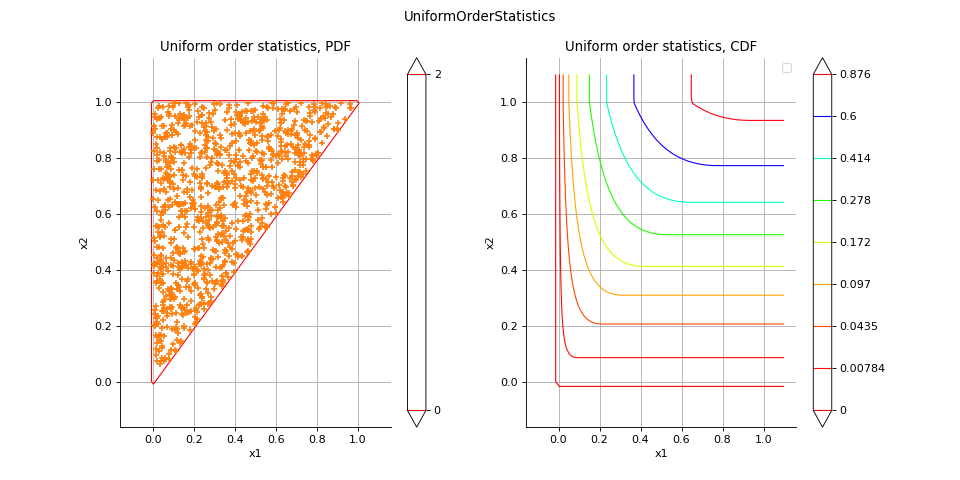 UniformOrderStatistics
Uniform order statistics, PDF
x2
1.0
0.8
0.6
0.4
0.2
0.0
0.0 0.2 0.4 0.6 0.8 1.0
x1
2
0
Uniform order statistics, CDF
x2
1.0
0.8
0.6
0.4
0.2
0.0
0.0 0.2 0.4 0.6 0.8 1.0
x1
0.876
0.6
0.414
0.278
0.172
0.097
0.0435
0.00784
0